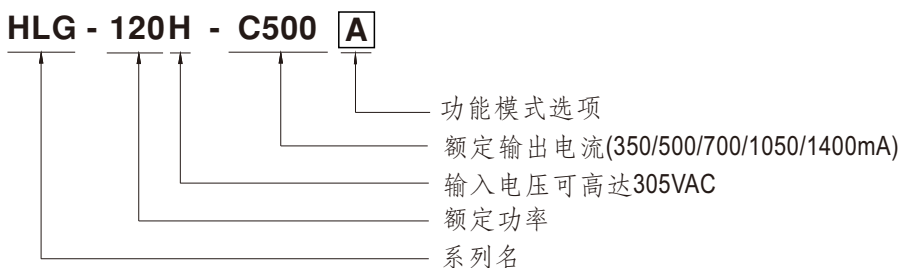 HLG - 120H - C500 A
功能模式选项
额定输出电流(350/500/700/1050/1400mA)
输入电压可高达305VAC
额定功率
系列名